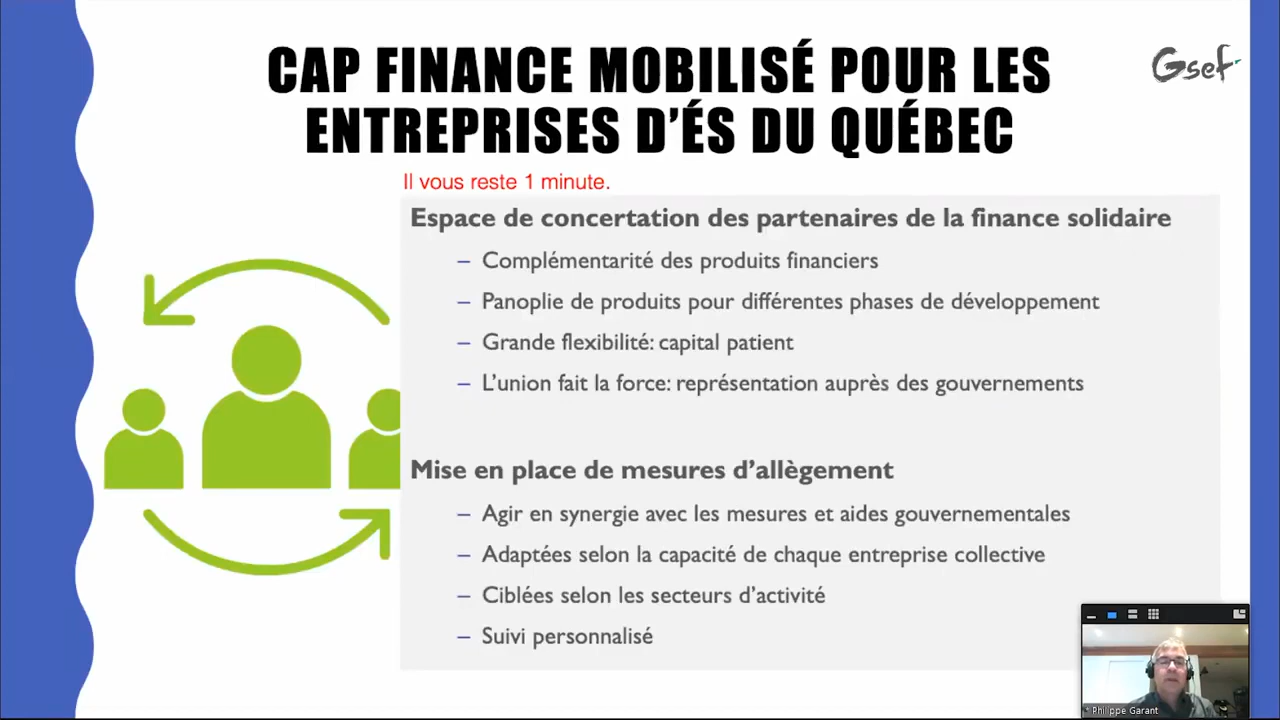 CAP FINANCE MOBILISÉ POUR LES
ENTREPRISES D’ÉS DU QUÉBEC
Gsef
Il vous reste 1 minute.
Espace de concertation des partenaires de la finance solidaire
– Complémentarité des produits financiers
– Panoplie de produits pour différentes phases de développement
– Grande flexibilité: capital patient
– L’union fait la force: représentation auprès des gouvernements
Mise en place de mesures d’allègement
– Agir en synergie avec les mesures et aides gouvernementales
– Adaptées selon la capacité de chaque entreprise collective
– Ciblées selon les secteurs d’activité
– Suivi personnalisé
Philippe Garant